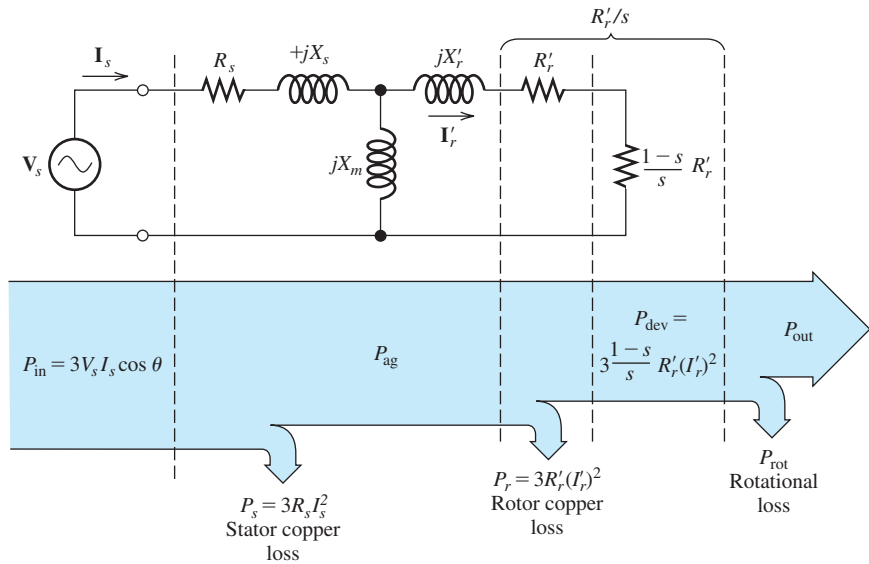 R′r/s
Is
Rs
+jXs
jX′r
R′r
I′r
Vs
jXm
1 − s
s
R′r
Pin = 3VsIs cos θ
Pag
Pdev =
3 1 − s/s R′r(I′r)²
Pout
Ps = 3RsI²s
Stator copper
loss
Pr = 3R′r(I′r)²
Rotor copper
loss
Prot
Rotational
loss